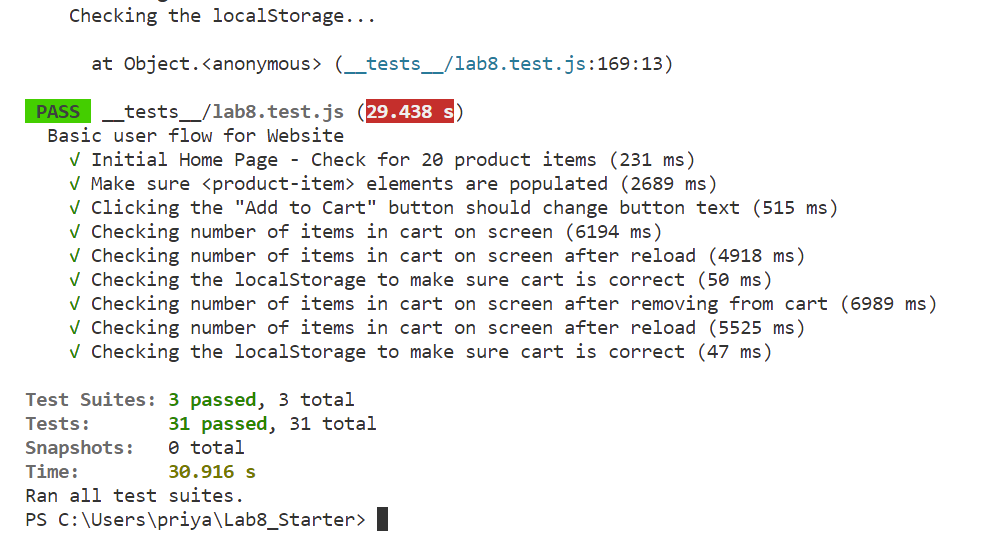 Checking the localStorage...
at Object.<anonymous> (__tests__/lab8.test.js:169:13)
PASS __tests__/lab8.test.js (29.438 s)
Basic user flow for Website
√ Initial Home Page - Check for 20 product items (231 ms)
√ Make sure <product-item> elements are populated (2689 ms)
√ Clicking the "Add to Cart" button should change button text (515 ms)
√ Checking number of items in cart on screen (6194 ms)
√ Checking number of items in cart on screen after reload (4918 ms)
√ Checking the localStorage to make sure cart is correct (50 ms)
√ Checking number of items in cart on screen after removing from cart (6989 ms)
√ Checking number of items in cart on screen after reload (5525 ms)
√ Checking the localStorage to make sure cart is correct (47 ms)
Test Suites: 3 passed, 3 total
Tests: 31 passed, 31 total
Snapshots: 0 total
Time: 30.916 s
Ran all test suites.
PS C:\Users\priya\Lab8_Starter>